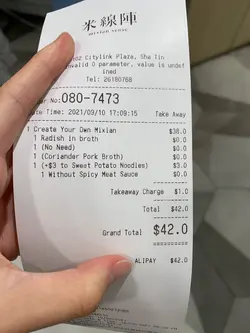 米線陣
mixian sense
Citylink Plaza, Sha Tin
nvalid 0 parameter, value is undef
ined
Tel: 26180768
er No:080-7473
Date Time: 2021/09/10 17:09:15 Take Away
1 Create Your Own Mixian $38.0
1 Radish In broth $0.0
1 (No Need) $0.0
1 (Coriander Pork Broth) $0.0
1 (+$3 to Sweet Potato Noodles) $3.0
1 Without Spicy Meat Sauce $0.0
Takeaway Charge $1.0
Total $42.0
Grand Total $42.0
ALIPAY $42.0